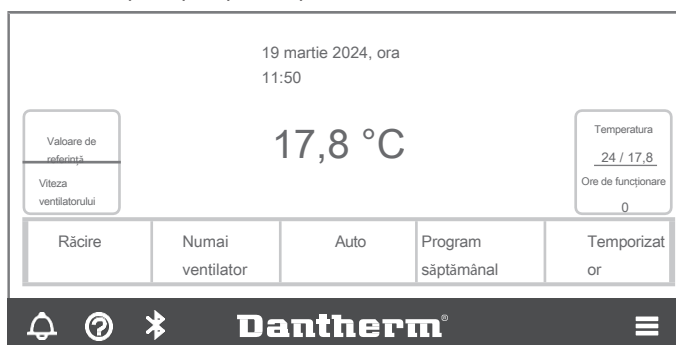 19 martie 2024, ora
11:50
17,8 °C
Valoare de
referință
Viteza
ventilatorului
Temperatura
24 / 17,8
Ore de funcționare
0
Răcire
Numai
ventilator
Auto
Program
săptămânal
Temporizat
or
Dantherm®